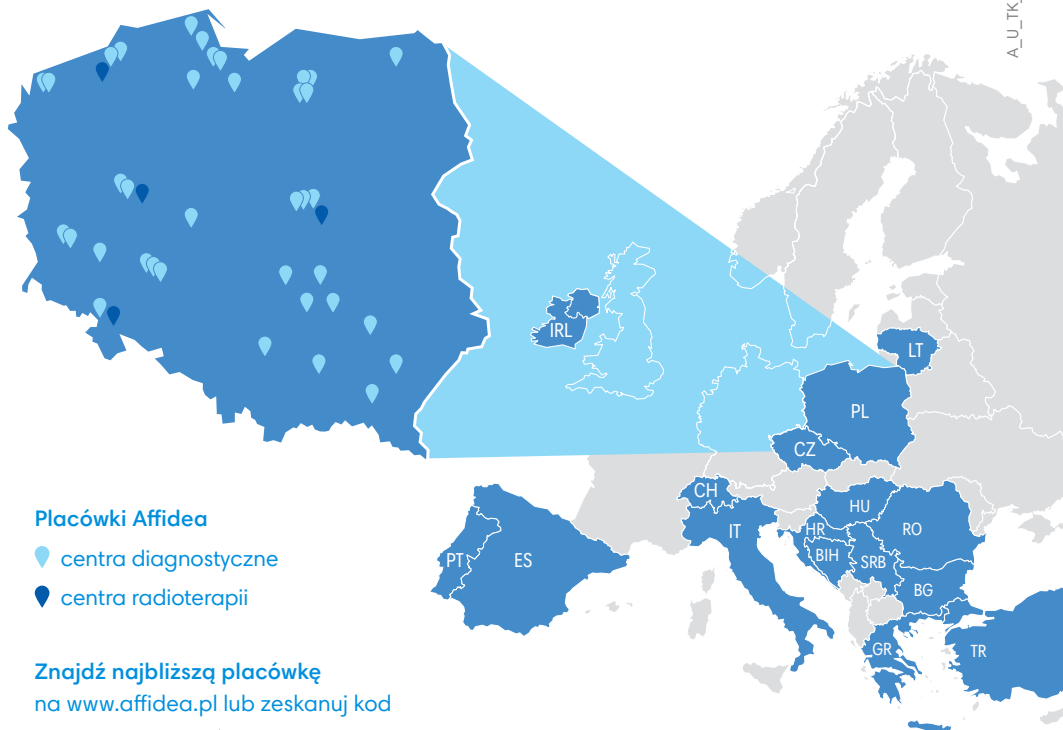 A_U_TK_
IRL
LT
PL
CZ
CH
HU
IT
HR
RO
PT
ES
BIH
SRB
BG
GR
TR
Placówki Affidea
centra diagnostyczne
centra radioterapii
Znajdź najbliższą placówkę
na www.affidea.pl lub zeskanuj kod